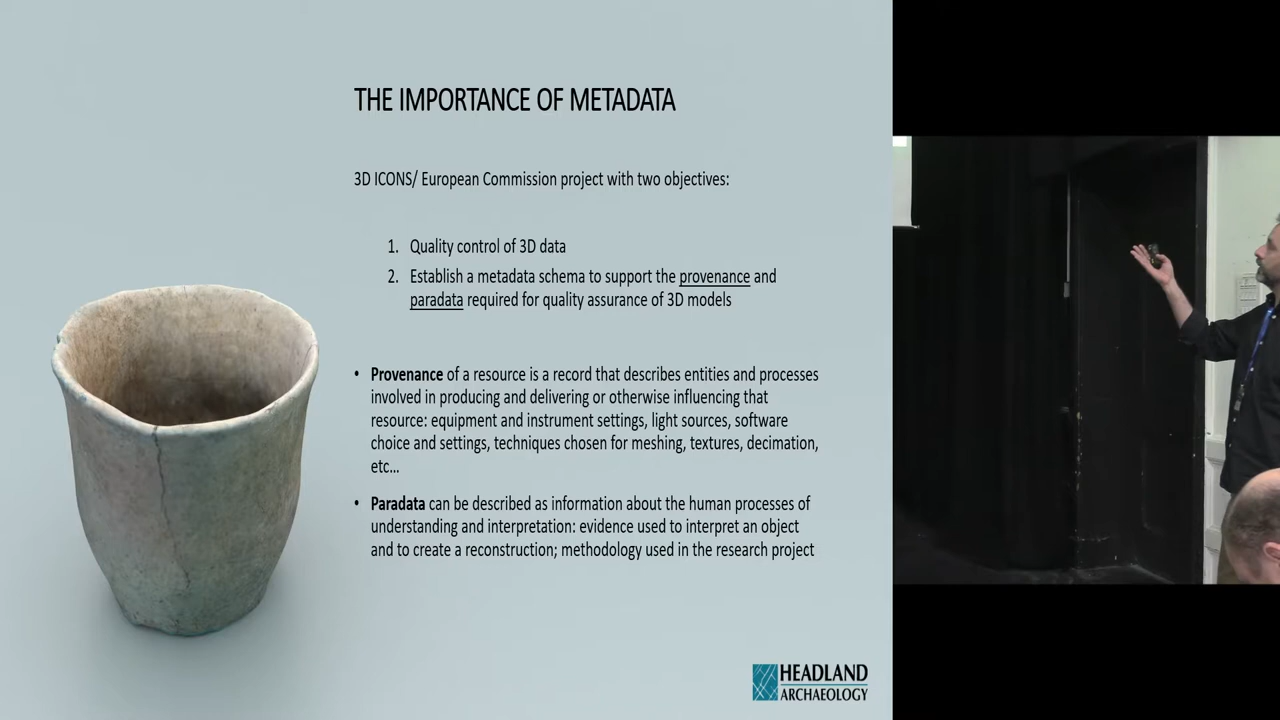 THE IMPORTANCE OF METADATA
3D ICONS/ European Commission project with two objectives:
1. Quality control of 3D data
2. Establish a metadata schema to support the provenance and
paradata required for quality assurance of 3D models
• Provenance of a resource is a record that describes entities and processes
involved in producing and delivering or otherwise influencing that
resource: equipment and instrument settings, light sources, software
choice and settings, techniques chosen for meshing, textures, decimation,
etc...
• Paradata can be described as information about the human processes of
understanding and interpretation: evidence used to interpret an object
and to create a reconstruction; methodology used in the research project
HEADLAND
ARCHAEOLOGY